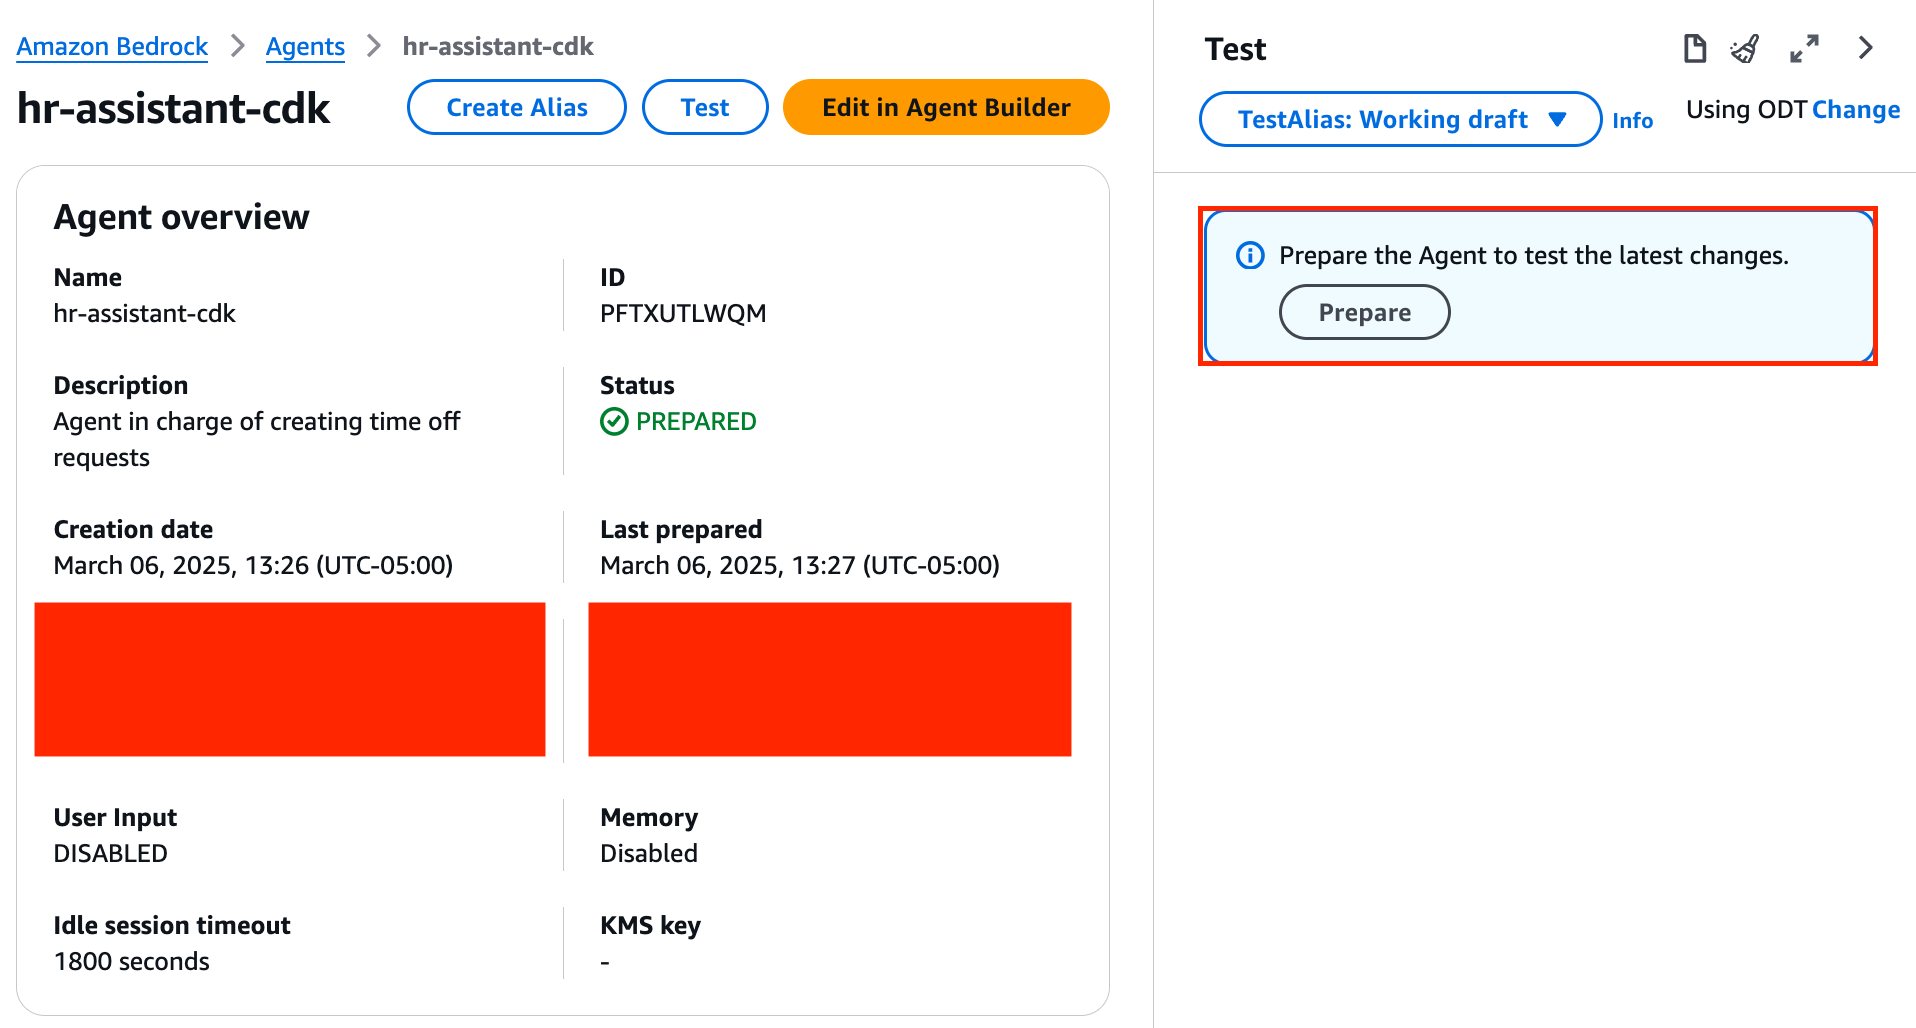 Amazon Bedrock > Agents > hr-assistant-cdk
hr-assistant-cdk
Create Alias
Test
Edit in Agent Builder
Agent overview
Name
hr-assistant-cdk
ID
PFTXUTLWQM
Description
Agent in charge of creating time off
requests
Status
PREPARED
Creation date
March 06, 2025, 13:26 (UTC-05:00)
Last prepared
March 06, 2025, 13:27 (UTC-05:00)
User Input
DISABLED
Memory
Disabled
Idle session timeout
1800 seconds
KMS key
-
Test
TestAlias: Working draft
Info
Using ODT Change
Prepare the Agent to test the latest changes.
Prepare